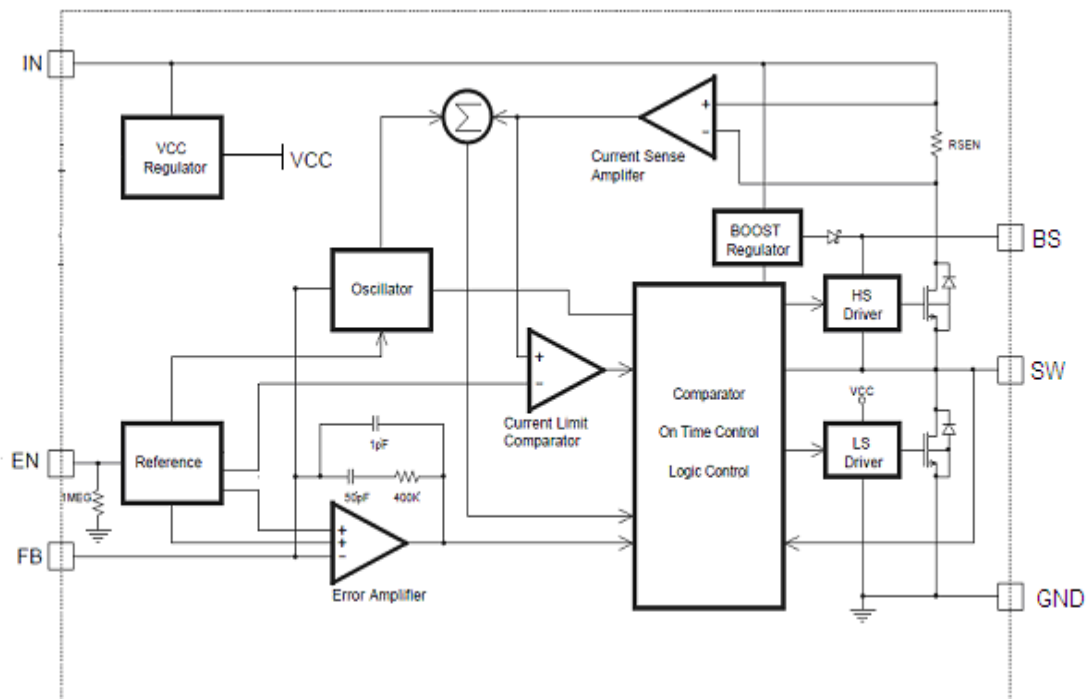 IN
VCC
Regulator
VCC
Σ
+
−
Current Sense
Amplifer
RSEN
BOOST
Regulator
BS
Oscillator
HS
Driver
+
−
Current Limit
Comparator
SW
Comparator
On Time Control
Logic Control
VCC
LS
Driver
1pF
50pF
400K
EN
Reference
1MEG
+
+
−
Error Amplifier
FB
GND